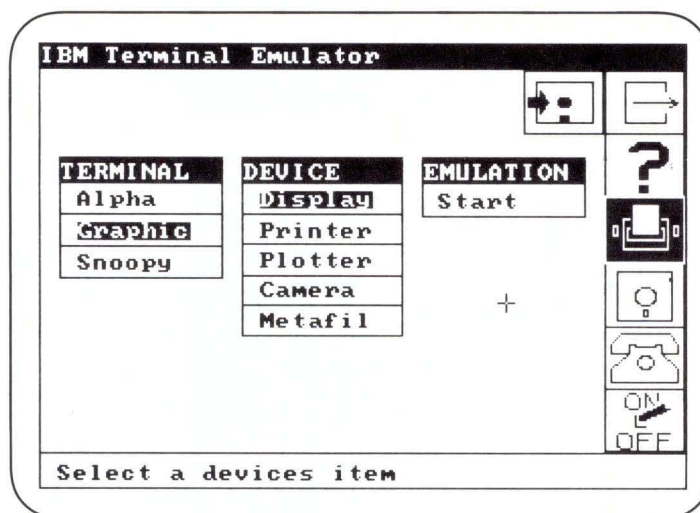 IBM Terminal Emulator
?
TERMINAL
Alpha
Graphic
Snoopy
DEVICE
Display
Printer
Plotter
Camera
Metafil
EMULATION
Start
ON
OFF
Select a devices item